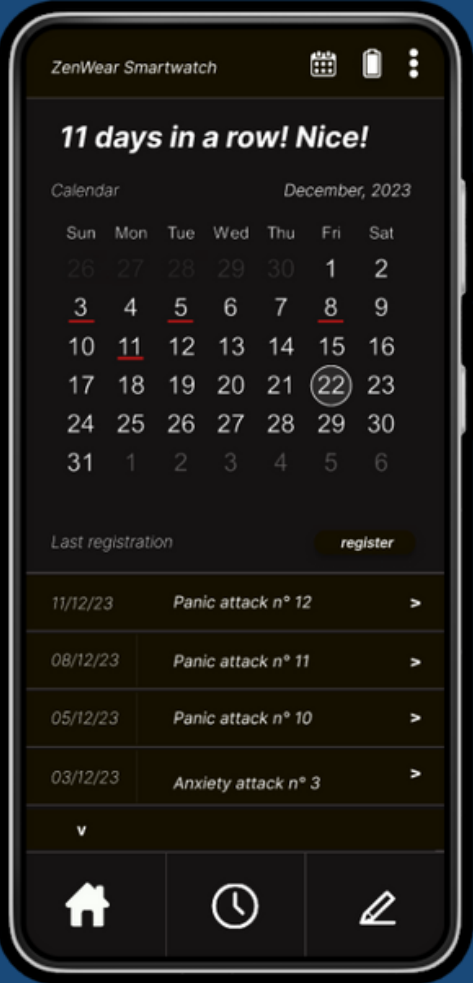 ZenWear Smartwatch
11 days in a row! Nice!
Calendar December, 2023
Sun Mon Tue Wed Thu Fri Sat
26 27 28 29 30 1 2
3 4 5 6 7 8 9
10 11 12 13 14 15 16
17 18 19 20 21 22 23
24 25 26 27 28 29 30
31 1 2 3 4 5 6
Last registration register
11/12/23 Panic attack n° 12 >
08/12/23 Panic attack n° 11 >
05/12/23 Panic attack n° 10 >
03/12/23 Anxiety attack n° 3 >
v